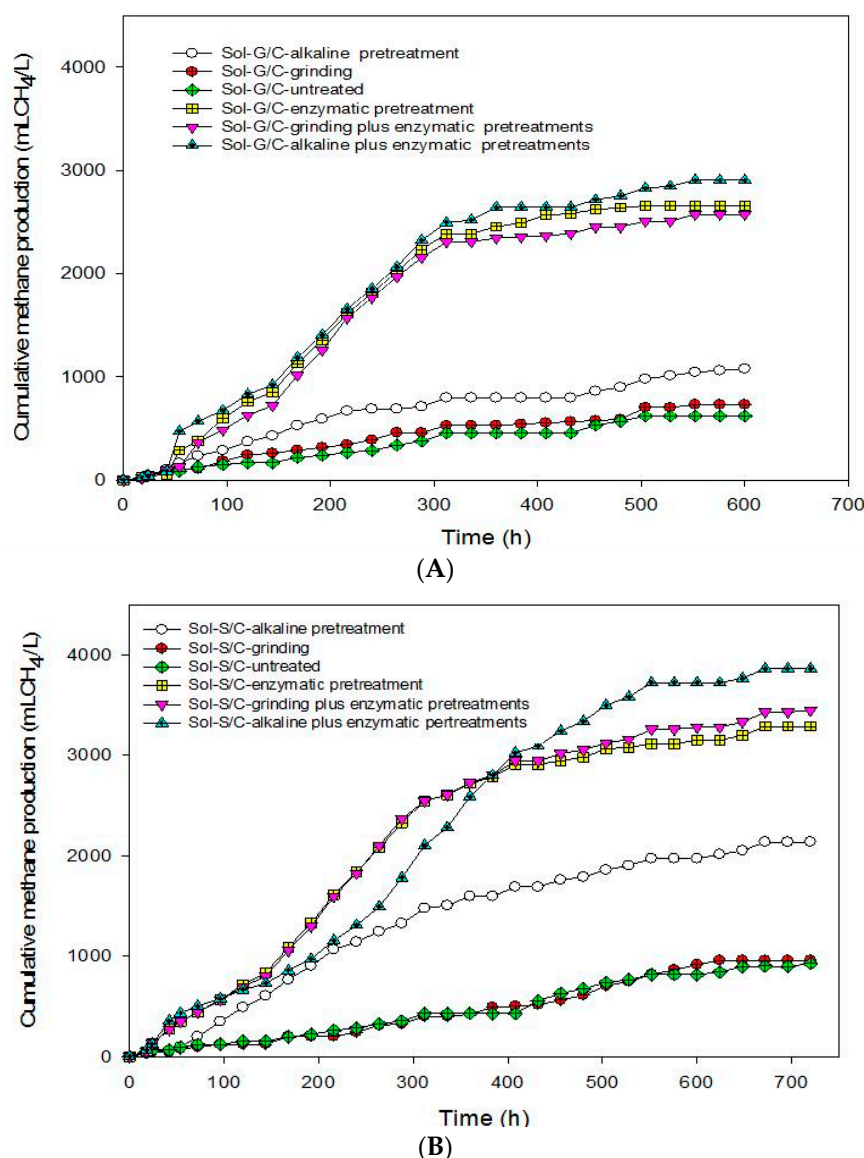 4000
3000
2000
1000
0
Cumulative methane production (mLCH4/L)
Sol-G/C-alkaline pretreatment
Sol-G/C-grinding
Sol-G/C-untreated
Sol-G/C-enzymatic pretreatment
Sol-G/C-grinding plus enzymatic pretreatments
Sol-G/C-alkaline plus enzymatic pretreatments
0 100 200 300 400 500 600 700
Time (h)
(A)
4000
3000
2000
1000
0
Cumulative methane production (mLCH4/L)
Sol-S/C-alkaline pretreatment
Sol-S/C-grinding
Sol-S/C-untreated
Sol-S/C-enzymatic pretreatment
Sol-S/C-grinding plus enzymatic pretreatments
Sol-S/C-alkaline plus enzymatic pertreatments
0 100 200 300 400 500 600 700
Time (h)
(B)